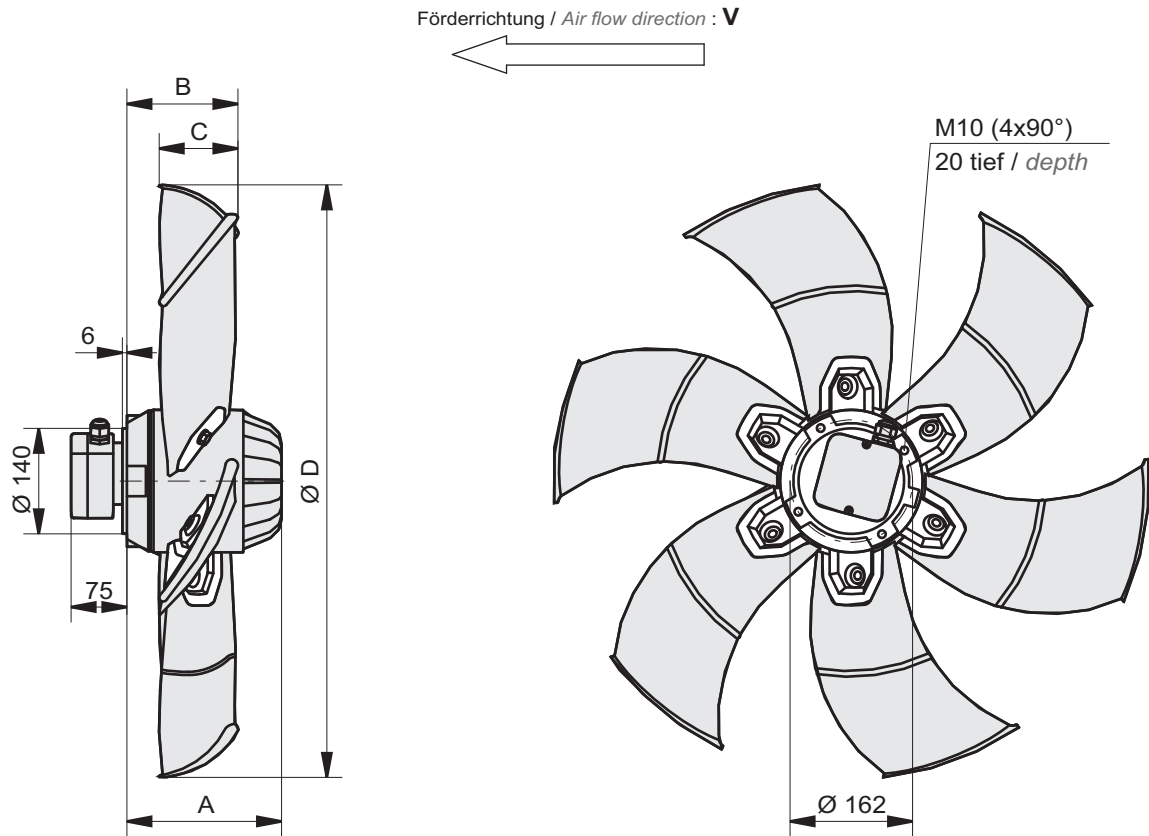 Förderrichtung / Air flow direction : V
B
C
M10 (4x90°)
20 tief / depth
6
Ø 140
Ø D
75
A
Ø 162